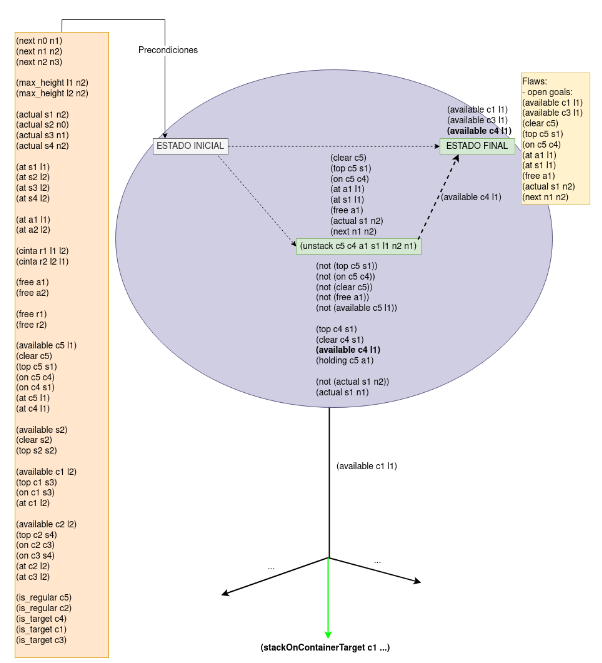 (next n0 n1)
(next n1 n2)
(next n2 n3)
(max_height l1 n2)
(max_height l2 n2)
(actual s1 n2)
(actual s2 n0)
(actual s3 n1)
(actual s4 n2)
(at s1 l1)
(at s2 l2)
(at s3 l2)
(at s4 l2)
(at a1 l1)
(at a2 l2)
(cinta r1 l1 l2)
(cinta r2 l2 l1)
(free a1)
(free a2)
(free r1)
(free r2)
(available c5 l1)
(clear c5)
(top c5 s1)
(on c5 c4)
(on c4 s1)
(at c5 l1)
(at c4 l1)
(available s2)
(clear s2)
(top s2 s2)
(available c1 l2)
(top c1 s3)
(on c1 s3)
(at c1 l2)
(available c2 l2)
(top c2 s4)
(on c2 c3)
(on c3 s4)
(at c2 l2)
(at c3 l2)
(is_regular c5)
(is_regular c2)
(is_target c4)
(is_target c1)
(is_target c3)
Precondiciones
ESTADO INICIAL
(available c1 l1)
(available c3 l1)
(available c4 l1)
ESTADO FINAL
Flaws:
- open goals:
(available c1 l1)
(available c3 l1)
(clear c5)
(top c5 s1)
(on c5 c4)
(at a1 l1)
(at s1 l1)
(free a1)
(actual s1 n2)
(next n1 n2)
(clear c5)
(top c5 s1)
(on c5 c4)
(at a1 l1)
(at s1 l1)
(free a1)
(actual s1 n2)
(next n1 n2)
(available c4 l1)
(unstack c5 c4 a1 s1 l1 n2 n1)
(not (top c5 s1))
(not (on c5 c4))
(not (clear c5))
(not (free a1))
(not (available c5 l1))
(top c4 s1)
(clear c4 s1)
(available c4 l1)
(holding c5 a1)
(not (actual s1 n2))
(actual s1 n1)
(available c1 l1)
...
...
(stackOnContainerTarget c1 ...)